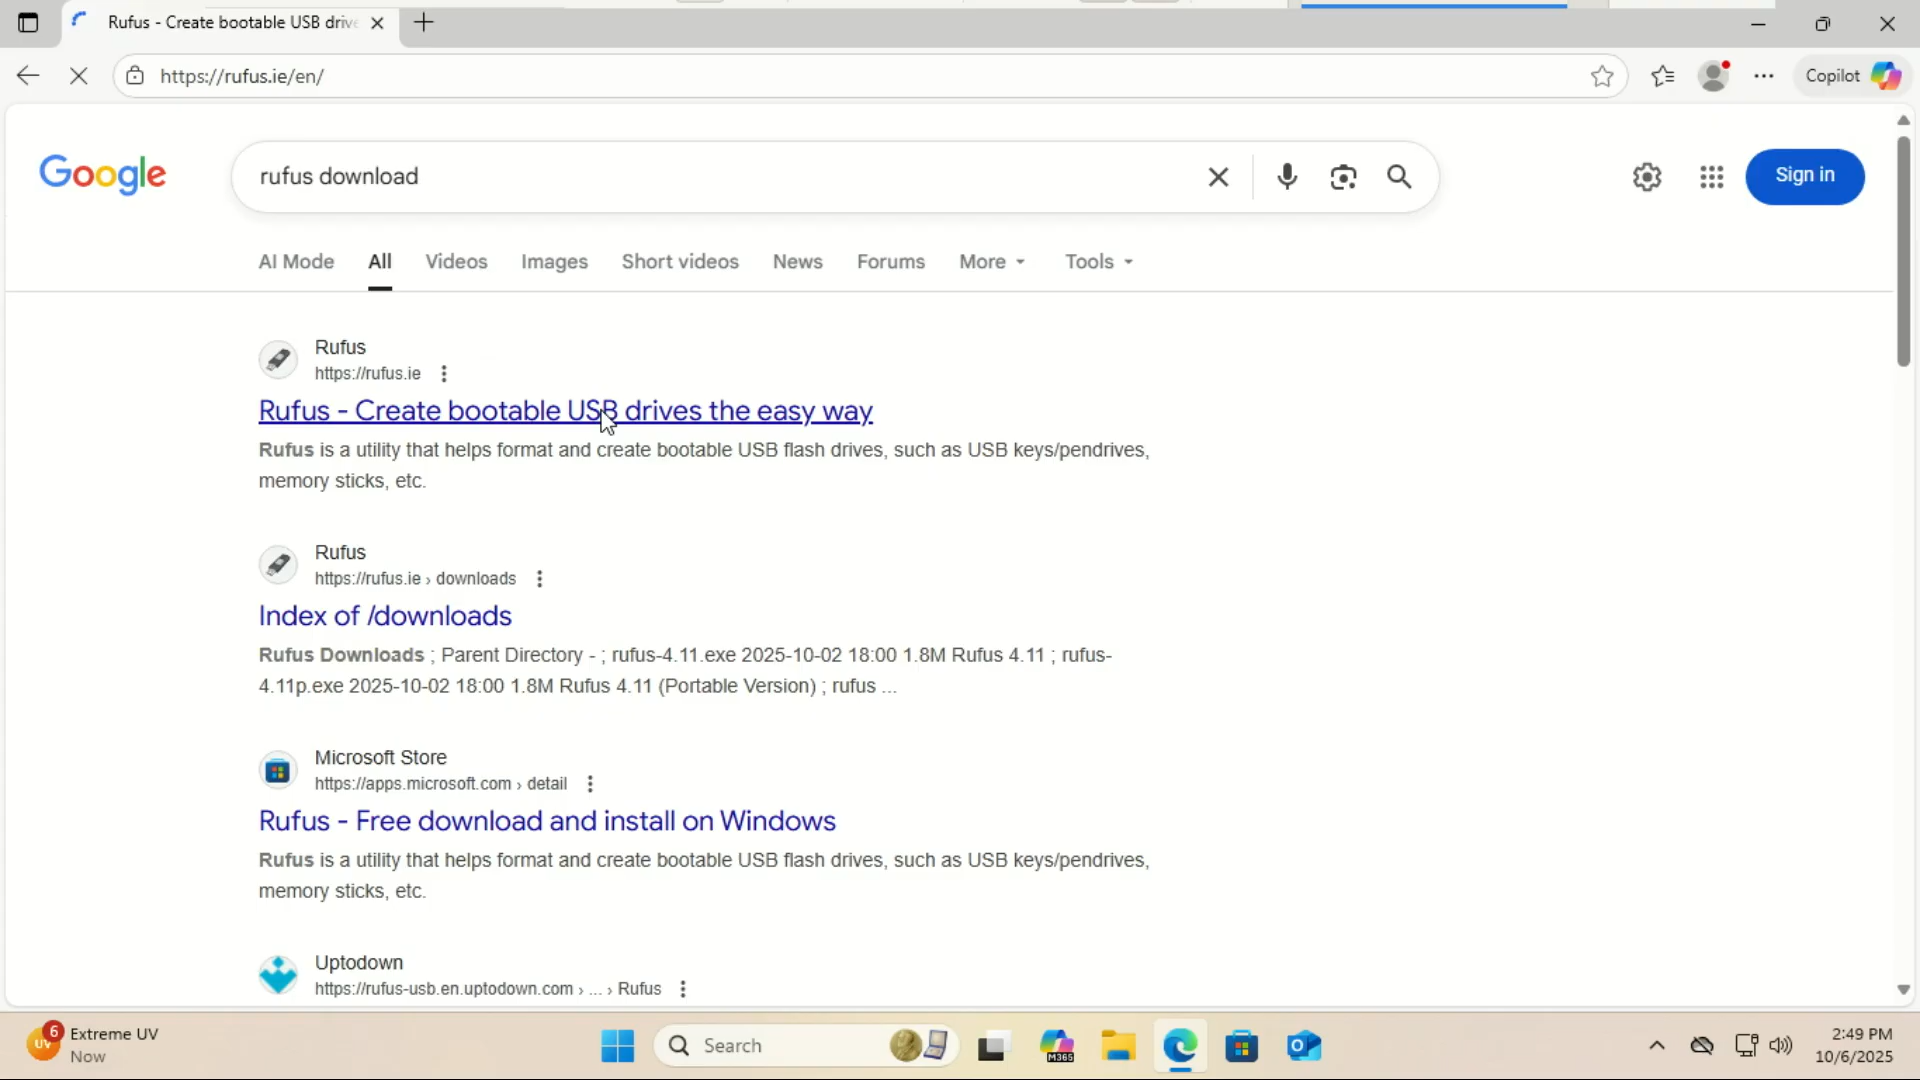 Rufus - Create bootable USB drive
https://rufus.ie/en/
Copilot
Google
rufus download
Sign in
AI Mode
All
Videos
Images
Short videos
News
Forums
More
Tools
Rufus
https://rufus.ie
Rufus - Create bootable USB drives the easy way
Rufus is a utility that helps format and create bootable USB flash drives, such as USB keys/pendrives,
memory sticks, etc.
Rufus
https://rufus.ie › downloads
Index of /downloads
Rufus Downloads ; Parent Directory - ; rufus-4.11.exe 2025-10-02 18:00 1.8M Rufus 4.11 ; rufus-
4.11p.exe 2025-10-02 18:00 1.8M Rufus 4.11 (Portable Version) ; rufus ...
Microsoft Store
https://apps.microsoft.com › detail
Rufus - Free download and install on Windows
Rufus is a utility that helps format and create bootable USB flash drives, such as USB keys/pendrives,
memory sticks, etc.
Uptodown
https://rufus-usb.en.uptodown.com › ... › Rufus
6
UV
Extreme UV
Now
Search
M365
2:49 PM
10/6/2025